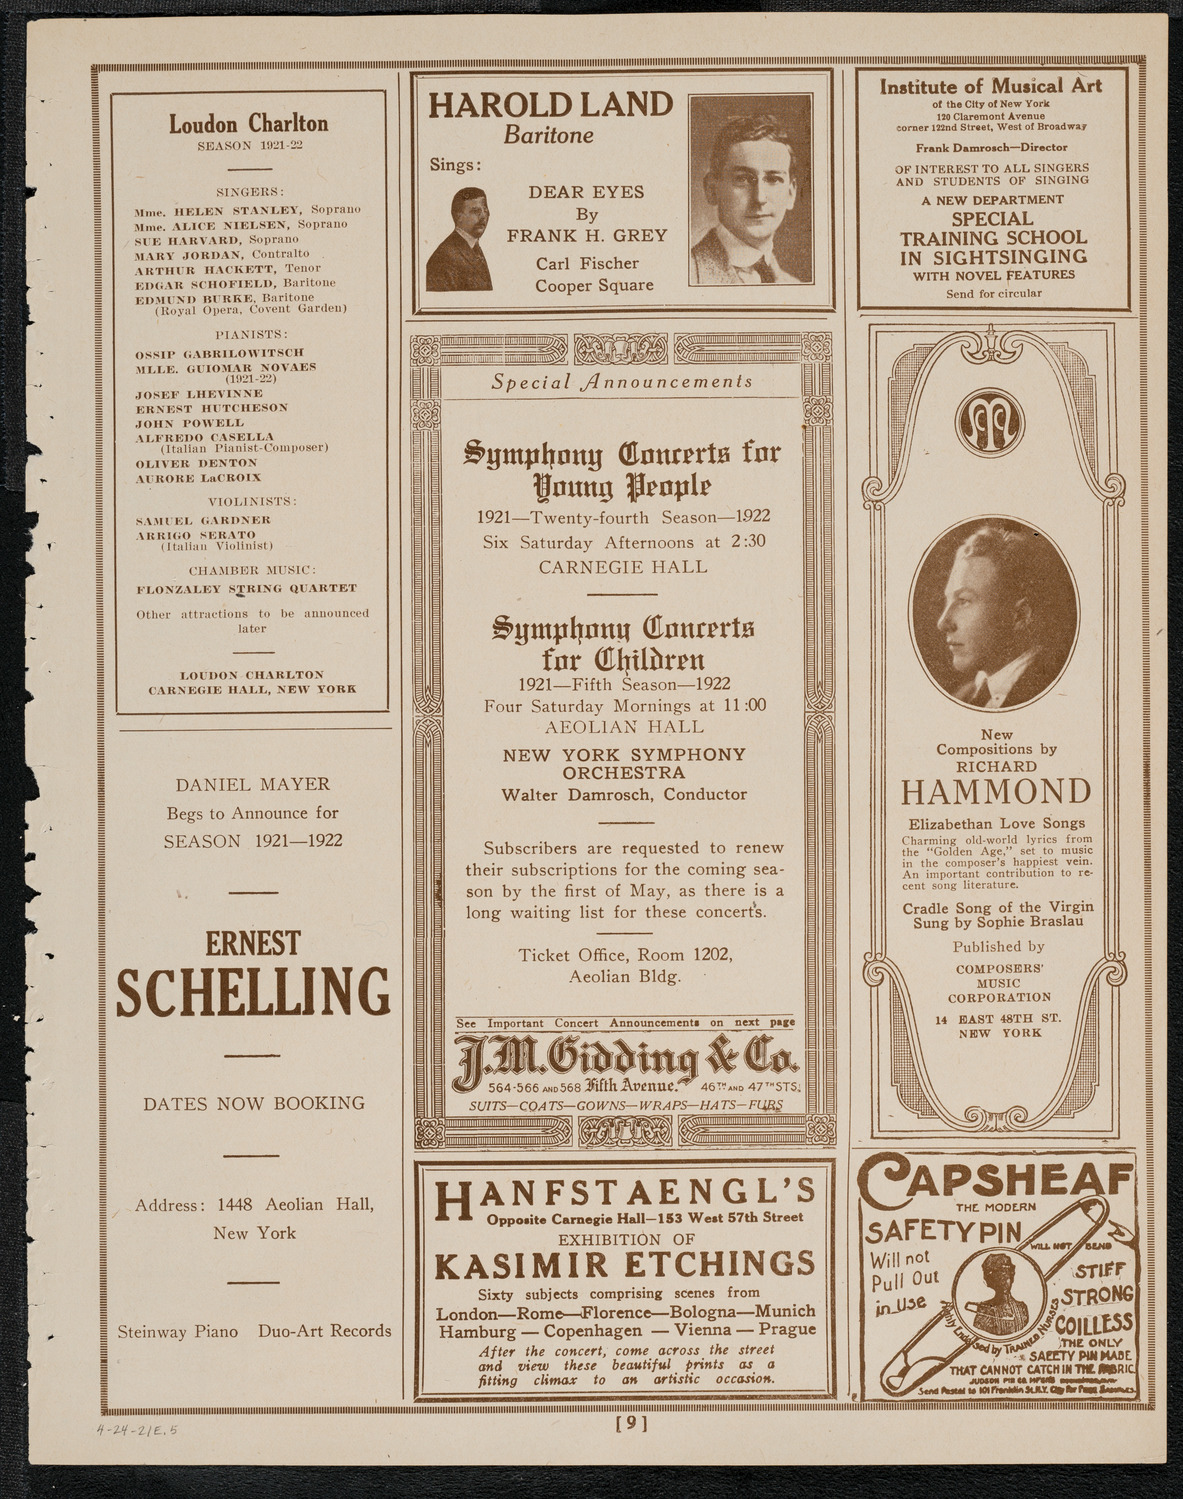 Loudon Charlton
SEASON 1921-22
SINGERS:
Mme. HELEN STANLEY, Soprano
Mme. ALICE NIELSEN, Soprano
SUE HARVARD, Soprano
MARY JORDAN, Contralto
ARTHUR HACKETT, Tenor
EDGAR SCHOFIELD, Baritone
EDMUND BURKE, Baritone
(Royal Opera, Covent Garden)
PIANISTS:
OSSIP GABRILOWITSCH
MLLE. GUIOMAR NOVAES
(1921-22)
JOSEF LHEVINNE
ERNEST HUTCHESON
JOHN POWELL
ALFREDO CASELLA
(Italian Pianist-Composer)
OLIVER DENTON
AURORE LaCROIX
VIOLINISTS:
SAMUEL GARDNER
ARRIGO SERATO
(Italian Violinist)
CHAMBER MUSIC:
FLONZALEY STRING QUARTET
Other attractions to be announced
later
LOUDON CHARLTON
CARNEGIE HALL, NEW YORK
DANIEL MAYER
Begs to Announce for
SEASON 1921—1922
ERNEST
SCHELLING
DATES NOW BOOKING
Address: 1448 Aeolian Hall,
New York
Steinway Piano Duo-Art Records
HAROLD LAND
Baritone
Sings:
DEAR EYES
By
FRANK H. GREY
Carl Fischer
Cooper Square
Special Announcements
Symphony Concerts for
Young People
1921—Twenty-fourth Season—1922
Six Saturday Afternoons at 2:30
CARNEGIE HALL
Symphony Concerts
for Children
1921—Fifth Season—1922
Four Saturday Mornings at 11:00
AEOLIAN HALL
NEW YORK SYMPHONY
ORCHESTRA
Walter Damrosch, Conductor
Subscribers are requested to renew
their subscriptions for the coming sea-
son by the first of May, as there is a
long waiting list for these concerts.
Ticket Office, Room 1202,
Aeolian Bldg.
See Important Concert Announcements on next page
J.M. Gidding & Co.
564-566 AND 568 Fifth Avenue. 46TH AND 47TH STS.
SUITS—COATS—GOWNS—WRAPS—HATS—FURS
HANFSTAENGL'S
Opposite Carnegie Hall—153 West 57th Street
EXHIBITION OF
KASIMIR ETCHINGS
Sixty subjects comprising scenes from
London—Rome—Florence—Bologna—Munich
Hamburg — Copenhagen — Vienna — Prague
After the concert, come across the street
and view these beautiful prints as a
fitting climax to an artistic occasion.
Institute of Musical Art
of the City of New York
120 Claremont Avenue
corner 122nd Street, West of Broadway
Frank Damrosch—Director
OF INTEREST TO ALL SINGERS
AND STUDENTS OF SINGING
A NEW DEPARTMENT
SPECIAL
TRAINING SCHOOL
IN SIGHTSINGING
WITH NOVEL FEATURES
Send for circular
New
Compositions by
RICHARD
HAMMOND
Elizabethan Love Songs
Charming old-world lyrics from
the "Golden Age," set to music
in the composer's happiest vein.
An important contribution to re-
cent song literature.
Cradle Song of the Virgin
Sung by Sophie Braslau
Published by
COMPOSERS'
MUSIC
CORPORATION
14 EAST 48TH ST.
NEW YORK
CAPSHEAF
THE MODERN
SAFETY PIN
WILL NOT BEND
Will not
Pull Out
in Use
STIFF
STRONG
COILLESS
Highly Endorsed by TRAINED NURSES
THE ONLY
SAFETY PIN MADE
THAT CANNOT CATCH IN THE FABRIC
JUDSON PIN CO. MFGRS
Send Postal to 101 Franklin St. N.Y. City for Free Samples
[9]
4-24-21E.5